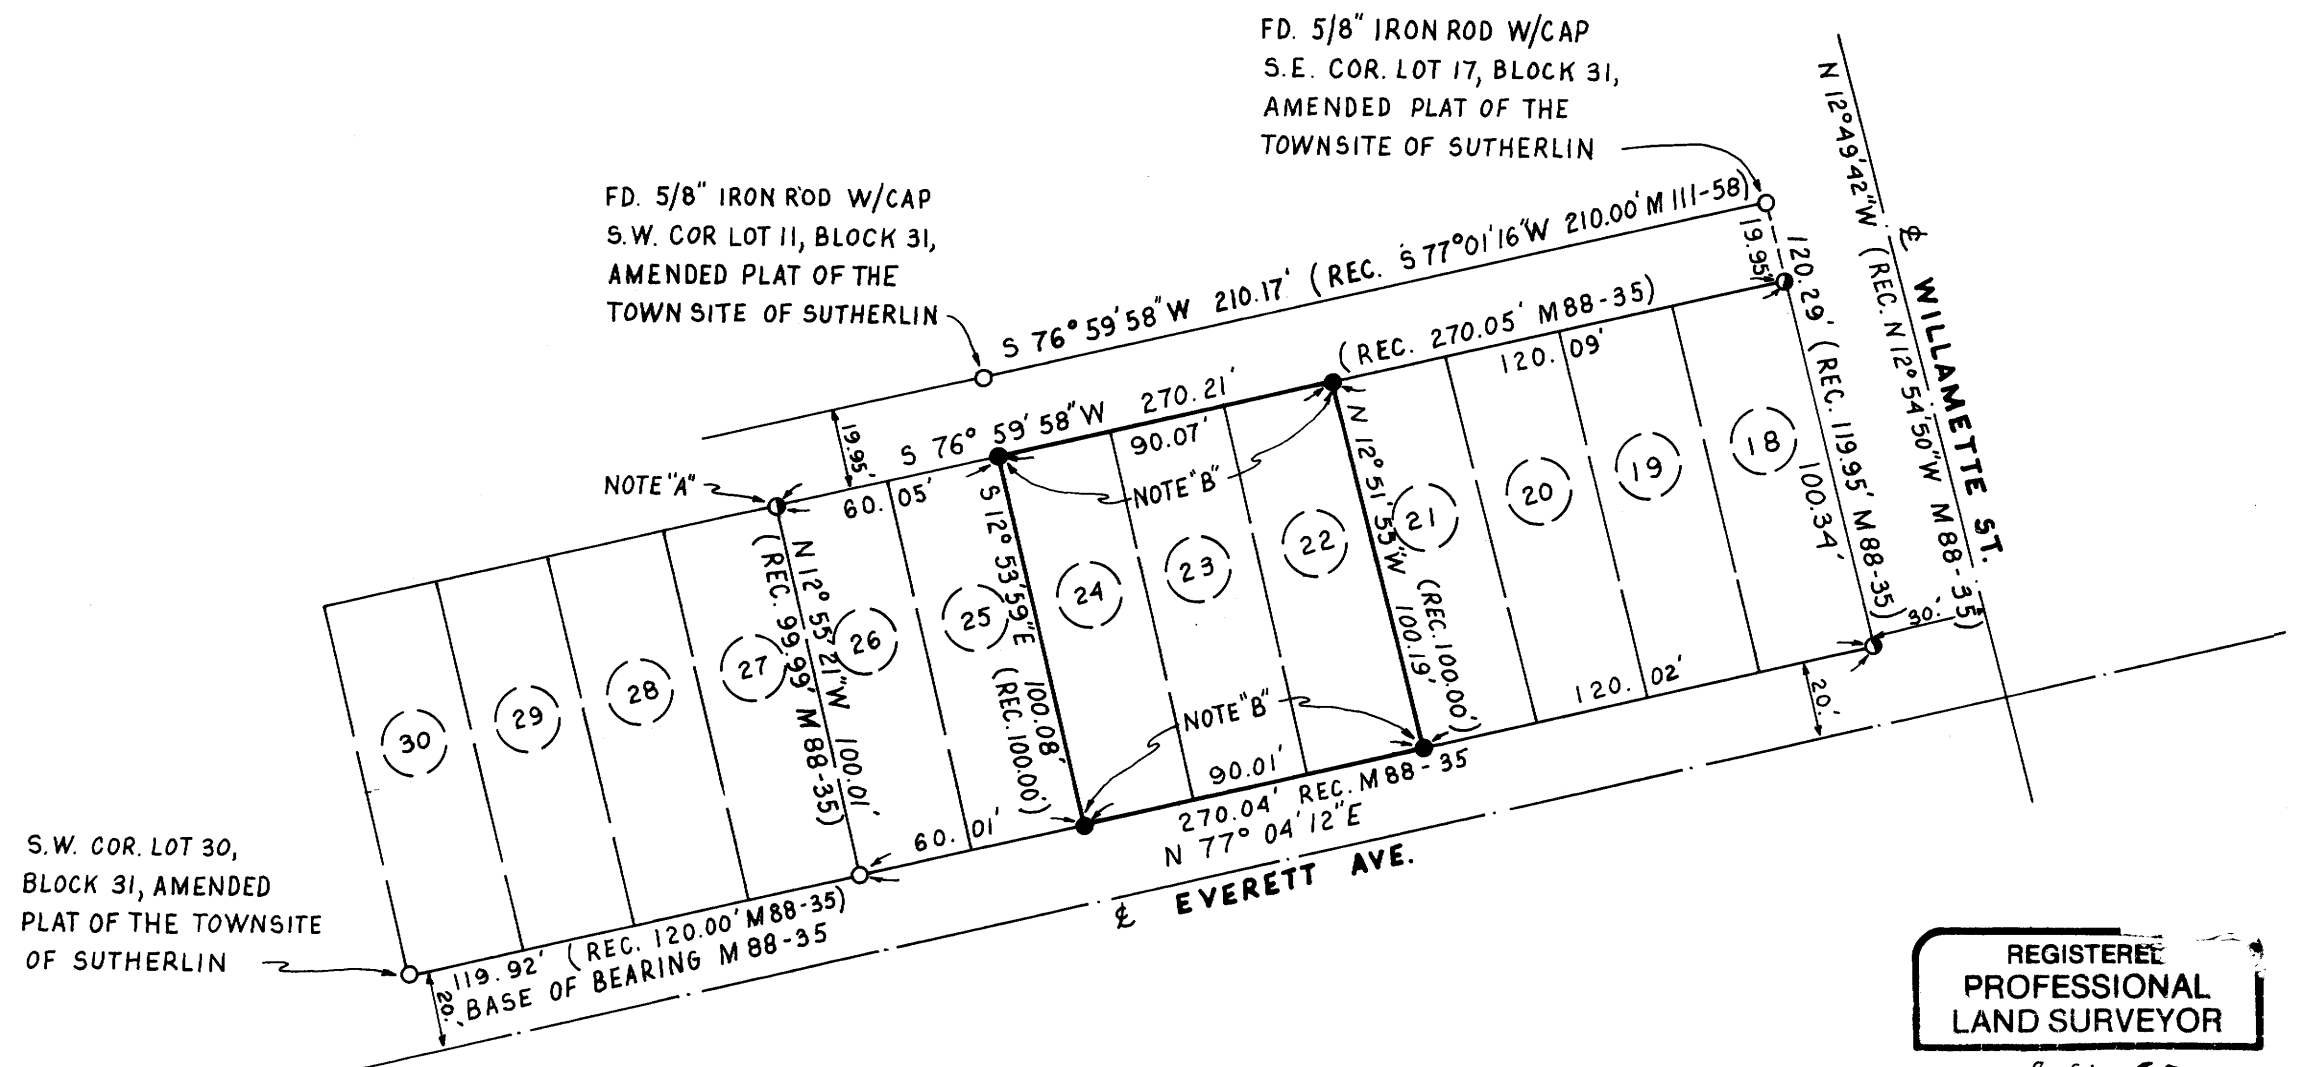 FD. 5/8" IRON ROD W/CAP
S.E. COR. LOT 17, BLOCK 31,
AMENDED PLAT OF THE
TOWNSITE OF SUTHERLIN
FD. 5/8" IRON ROD W/CAP
S.W. COR LOT 11, BLOCK 31,
AMENDED PLAT OF THE
TOWN SITE OF SUTHERLIN
N 12°49'42"W (REC. N 12°54'50"W M88-35)
℄ WILLAMETTE ST.
S 76°59'58"W 210.17' (REC. S 77°01'16"W 210.00' M 111-58)
19.95'
120.29' (REC. 119.95' M88-35)
100.34'
30.'
S 76° 59' 58"W 270.21' (REC. 270.05' M88-35)
19.95'
60.05'
90.07'
120.09'
NOTE "A"
NOTE "B"
N 12°55'21"W 100.01'
(REC. 99.99' M88-35)
S 12°53'59"E 100.08'
(REC. 100.00')
N 12°51'55"W 100.19'
(REC. 100.00')
30
29
28
27
26
25
24
23
22
21
20
19
18
NOTE "B"
60.01'
90.01'
120.02'
20.'
270.04' REC. M88-35
N 77° 04' 12"E
S.W. COR. LOT 30,
BLOCK 31, AMENDED
PLAT OF THE TOWNSITE
OF SUTHERLIN
119.92' (REC. 120.00' M88-35)
BASE OF BEARING M88-35
20.'
℄ EVERETT AVE.
REGISTERED
PROFESSIONAL
LAND SURVEYOR